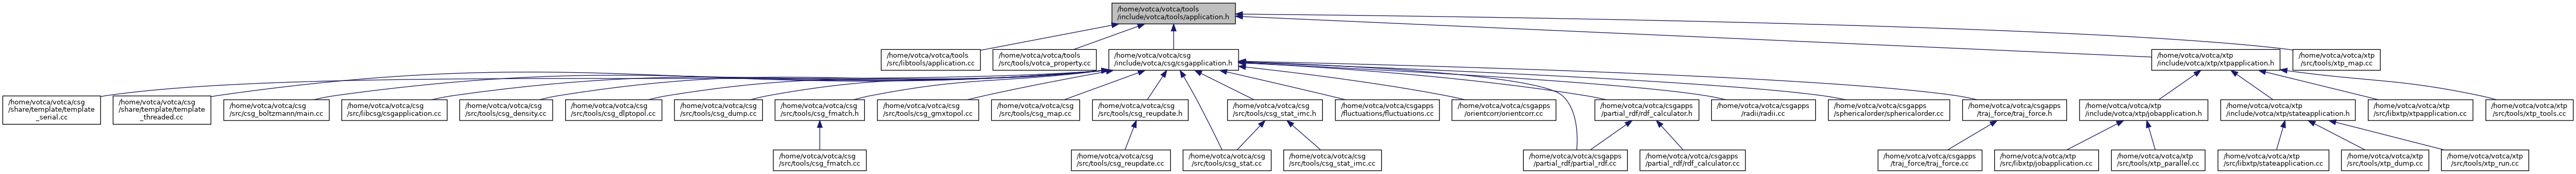 /home/votca/votca/tools
/include/votca/tools/application.h
/home/votca/votca/tools
/src/libtools/application.cc
/home/votca/votca/tools
/src/tools/votca_property.cc
/home/votca/votca/csg
/include/votca/csg/csgapplication.h
/home/votca/votca/xtp
/include/votca/xtp/xtpapplication.h
/home/votca/votca/xtp
/src/tools/xtp_map.cc
/home/votca/votca/csg
/share/template/template
_serial.cc
/home/votca/votca/csg
/share/template/template
_threaded.cc
/home/votca/votca/csg
/src/csg_boltzmann/main.cc
/home/votca/votca/csg
/src/libcsg/csgapplication.cc
/home/votca/votca/csg
/src/tools/csg_density.cc
/home/votca/votca/csg
/src/tools/csg_dlptopol.cc
/home/votca/votca/csg
/src/tools/csg_dump.cc
/home/votca/votca/csg
/src/tools/csg_fmatch.h
/home/votca/votca/csg
/src/tools/csg_gmxtopol.cc
/home/votca/votca/csg
/src/tools/csg_map.cc
/home/votca/votca/csg
/src/tools/csg_reupdate.h
/home/votca/votca/csg
/src/tools/csg_stat_imc.h
/home/votca/votca/csgapps
/fluctuations/fluctuations.cc
/home/votca/votca/csgapps
/orientcorr/orientcorr.cc
/home/votca/votca/csgapps
/partial_rdf/rdf_calculator.h
/home/votca/votca/csgapps
/radii/radii.cc
/home/votca/votca/csgapps
/sphericalorder/sphericalorder.cc
/home/votca/votca/csgapps
/traj_force/traj_force.h
/home/votca/votca/xtp
/include/votca/xtp/jobapplication.h
/home/votca/votca/xtp
/include/votca/xtp/stateapplication.h
/home/votca/votca/xtp
/src/libxtp/xtpapplication.cc
/home/votca/votca/xtp
/src/tools/xtp_tools.cc
/home/votca/votca/csg
/src/tools/csg_fmatch.cc
/home/votca/votca/csg
/src/tools/csg_reupdate.cc
/home/votca/votca/csg
/src/tools/csg_stat.cc
/home/votca/votca/csg
/src/tools/csg_stat_imc.cc
/home/votca/votca/csgapps
/partial_rdf/partial_rdf.cc
/home/votca/votca/csgapps
/partial_rdf/rdf_calculator.cc
/home/votca/votca/csgapps
/traj_force/traj_force.cc
/home/votca/votca/xtp
/src/libxtp/jobapplication.cc
/home/votca/votca/xtp
/src/tools/xtp_parallel.cc
/home/votca/votca/xtp
/src/libxtp/stateapplication.cc
/home/votca/votca/xtp
/src/tools/xtp_dump.cc
/home/votca/votca/xtp
/src/tools/xtp_run.cc